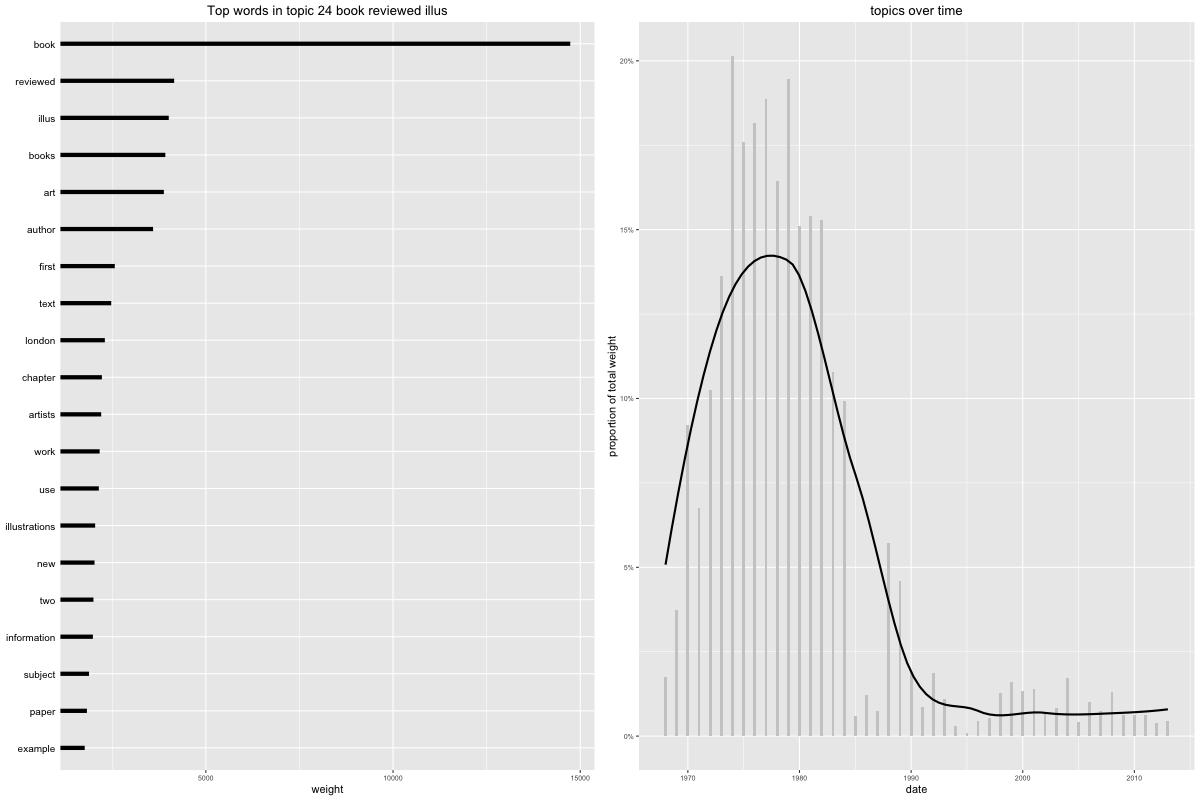 Top words in topic 24 book reviewed illus
book
reviewed
illus
books
art
author
first
text
london
chapter
artists
work
use
illustrations
new
two
information
subject
paper
example
5000 10000 15000
weight
topics over time
proportion of total weight
20%
15%
10%
5%
0%
1970 1980 1990 2000 2010
date